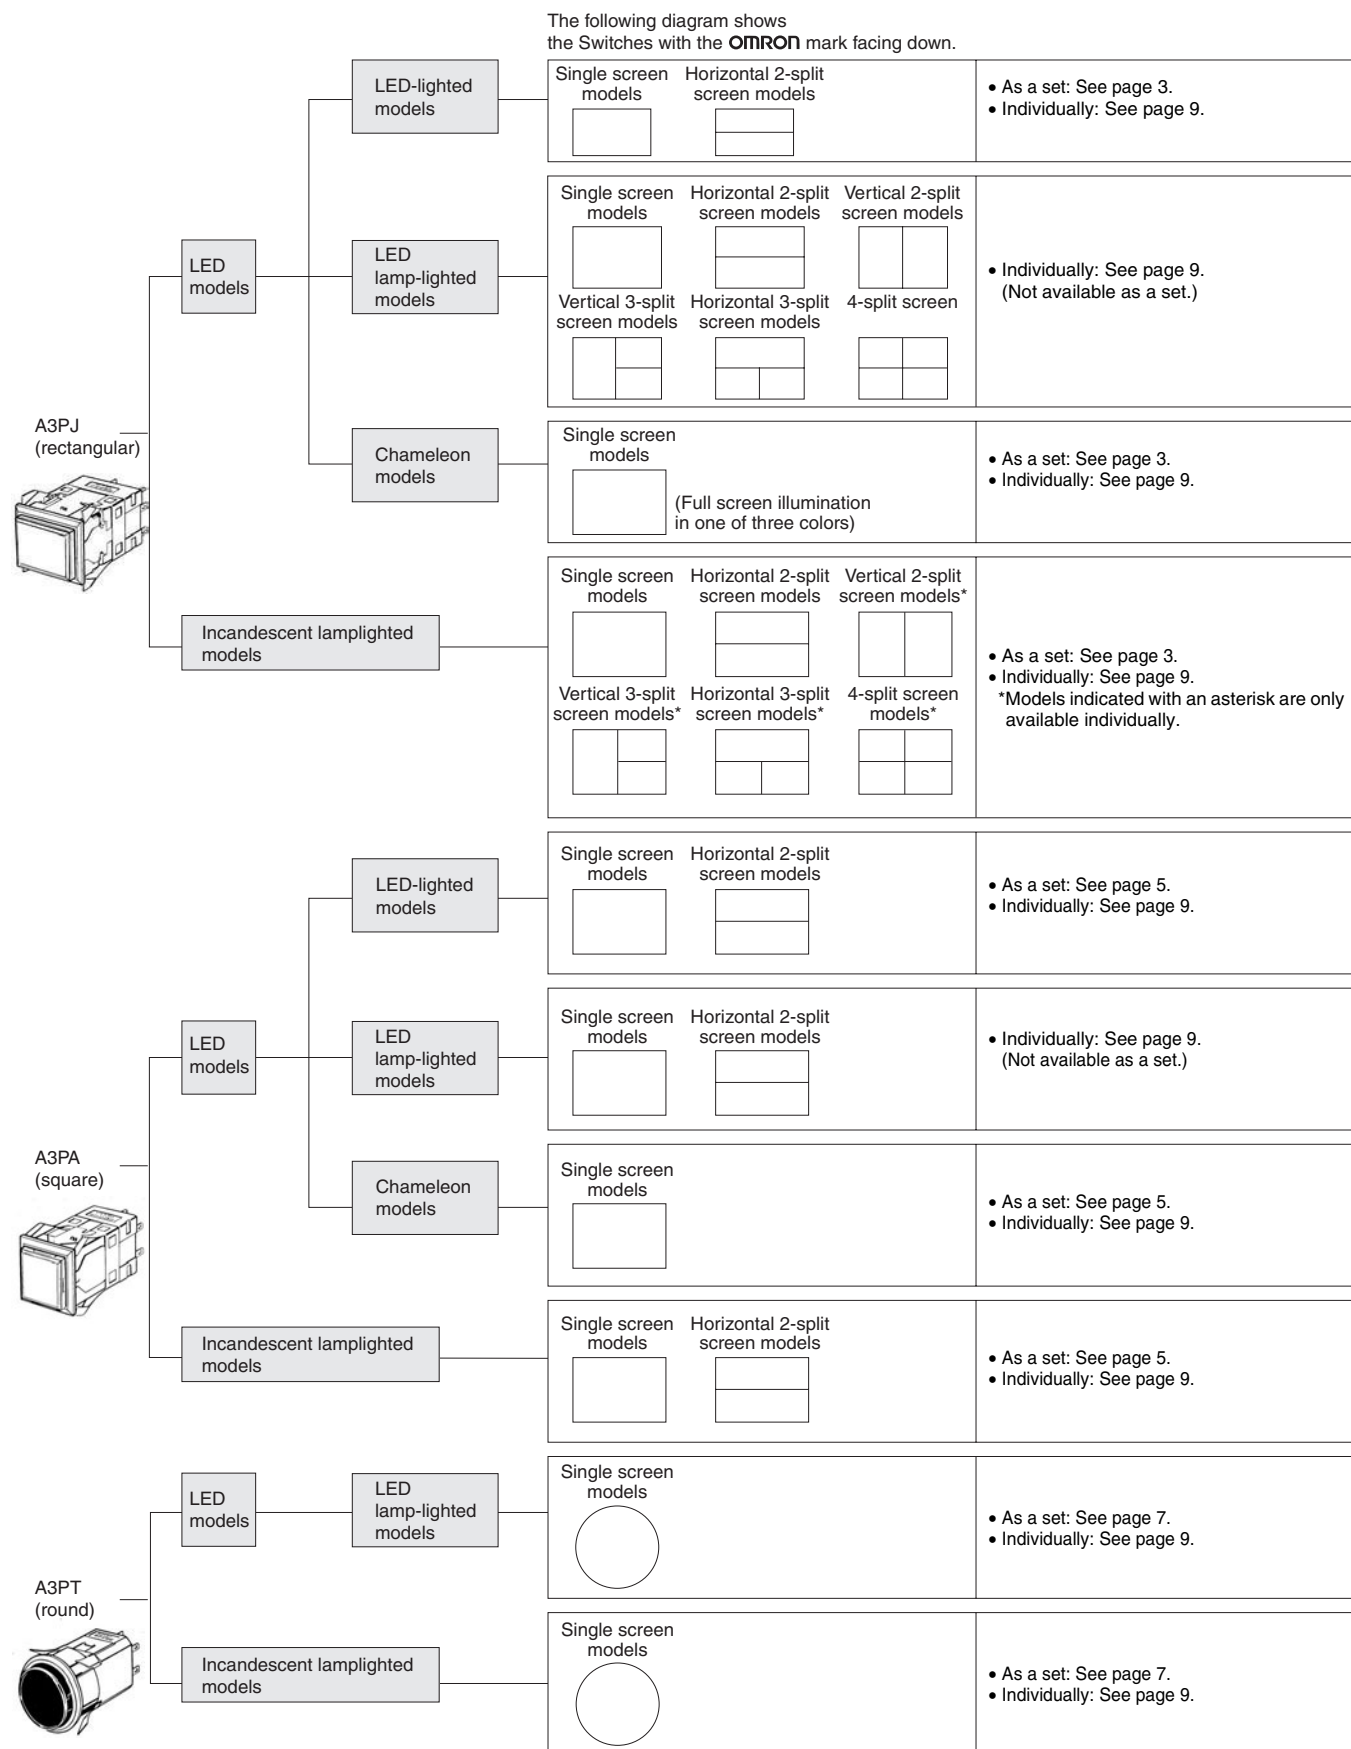 The following diagram shows
the Switches with the OMRON mark facing down.
LED-lighted
models
Single screen
models
Horizontal 2-split
screen models
• As a set: See page 3.
• Individually: See page 9.
LED
models
LED
lamp-lighted
models
Single screen
models
Horizontal 2-split
screen models
Vertical 2-split
screen models
Vertical 3-split
screen models
Horizontal 3-split
screen models
4-split screen
• Individually: See page 9.
(Not available as a set.)
A3PJ
(rectangular)
Chameleon
models
Single screen
models
(Full screen illumination
in one of three colors)
• As a set: See page 3.
• Individually: See page 9.
Incandescent lamplighted
models
Single screen
models
Horizontal 2-split
screen models
Vertical 2-split
screen models*
Vertical 3-split
screen models*
Horizontal 3-split
screen models*
4-split screen
models*
• As a set: See page 3.
• Individually: See page 9.
*Models indicated with an asterisk are only
available individually.
LED-lighted
models
Single screen
models
Horizontal 2-split
screen models
• As a set: See page 5.
• Individually: See page 9.
LED
models
LED
lamp-lighted
models
Single screen
models
Horizontal 2-split
screen models
• Individually: See page 9.
(Not available as a set.)
A3PA
(square)
Chameleon
models
Single screen
models
• As a set: See page 5.
• Individually: See page 9.
Incandescent lamplighted
models
Single screen
models
Horizontal 2-split
screen models
• As a set: See page 5.
• Individually: See page 9.
LED
models
LED
lamp-lighted
models
Single screen
models
• As a set: See page 7.
• Individually: See page 9.
A3PT
(round)
Incandescent lamplighted
models
Single screen
models
• As a set: See page 7.
• Individually: See page 9.